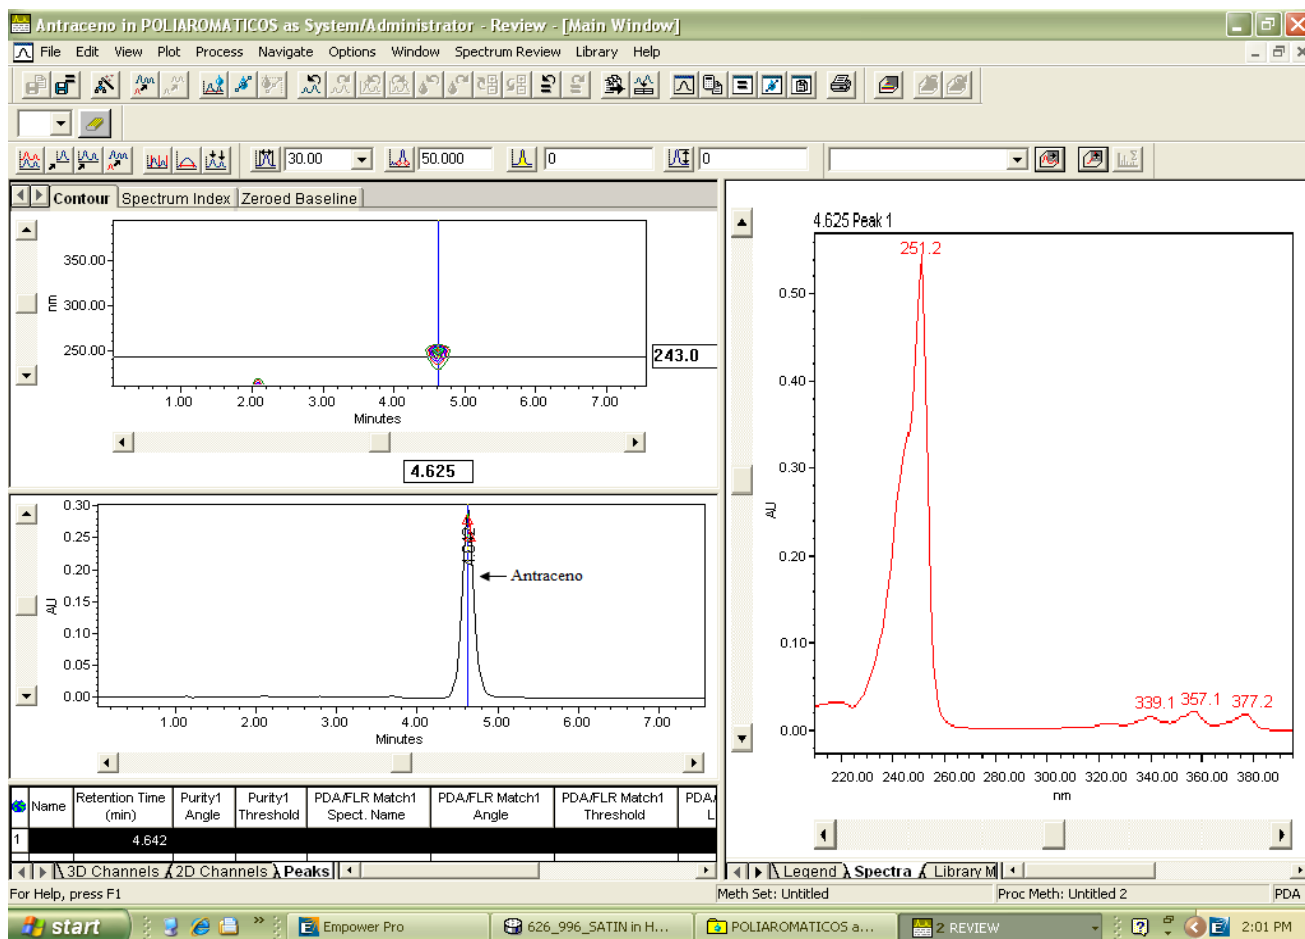 Antraceno in POLIAROMATICOS as System/Administrator - Review - [Main Window]
File Edit View Plot Process Navigate Options Window Spectrum Review Library Help
30.00 50.000 0 0
Contour Spectrum Index Zeroed Baseline
350.00
300.00
250.00
nm
243.0
1.00 2.00 3.00 4.00 5.00 6.00 7.00
Minutes
4.625
0.30
0.25
0.20
0.15
0.10
0.05
0.00
AU
Antraceno
1.00 2.00 3.00 4.00 5.00 6.00 7.00
Minutes
Name Retention Time (min) Purity1 Angle Purity1 Threshold PDA/FLR Match1 Spect. Name PDA/FLR Match1 Angle PDA/FLR Match1 Threshold PDA/ L
1 4.642
3D Channels 2D Channels Peaks
4.625 Peak 1
251.2
0.50
0.40
0.30
0.20
0.10
0.00
AU
339.1 357.1 377.2
220.00 240.00 260.00 280.00 300.00 320.00 340.00 360.00 380.00
nm
Legend Spectra Library M
For Help, press F1 Meth Set: Untitled Proc Meth: Untitled 2 PDA
start » Empower Pro 626_996_SATIN in H... POLIAROMATICOS a... 2 REVIEW 2:01 PM